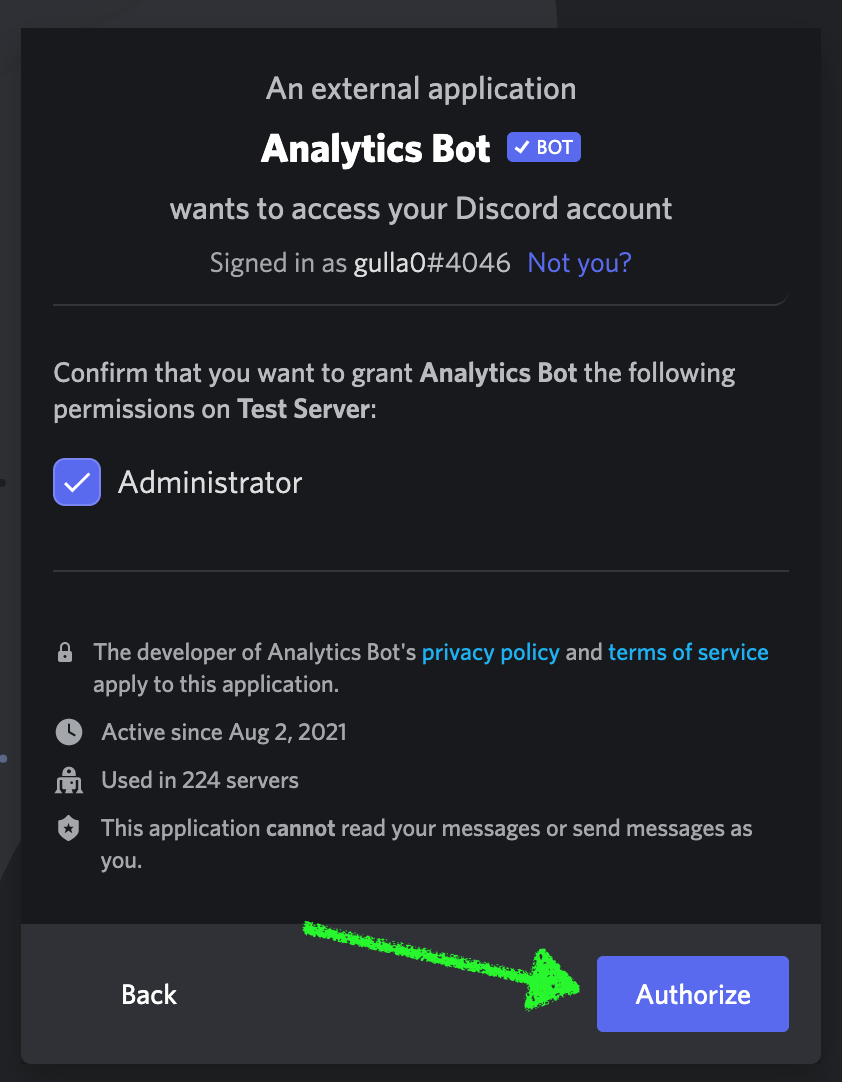 An external application
Analytics Bot ✓ BOT
wants to access your Discord account
Signed in as gulla0#4046 Not you?
Confirm that you want to grant Analytics Bot the following
permissions on Test Server:
Administrator
The developer of Analytics Bot's privacy policy and terms of service
apply to this application.
Active since Aug 2, 2021
Used in 224 servers
This application cannot read your messages or send messages as
you.
Back
Authorize